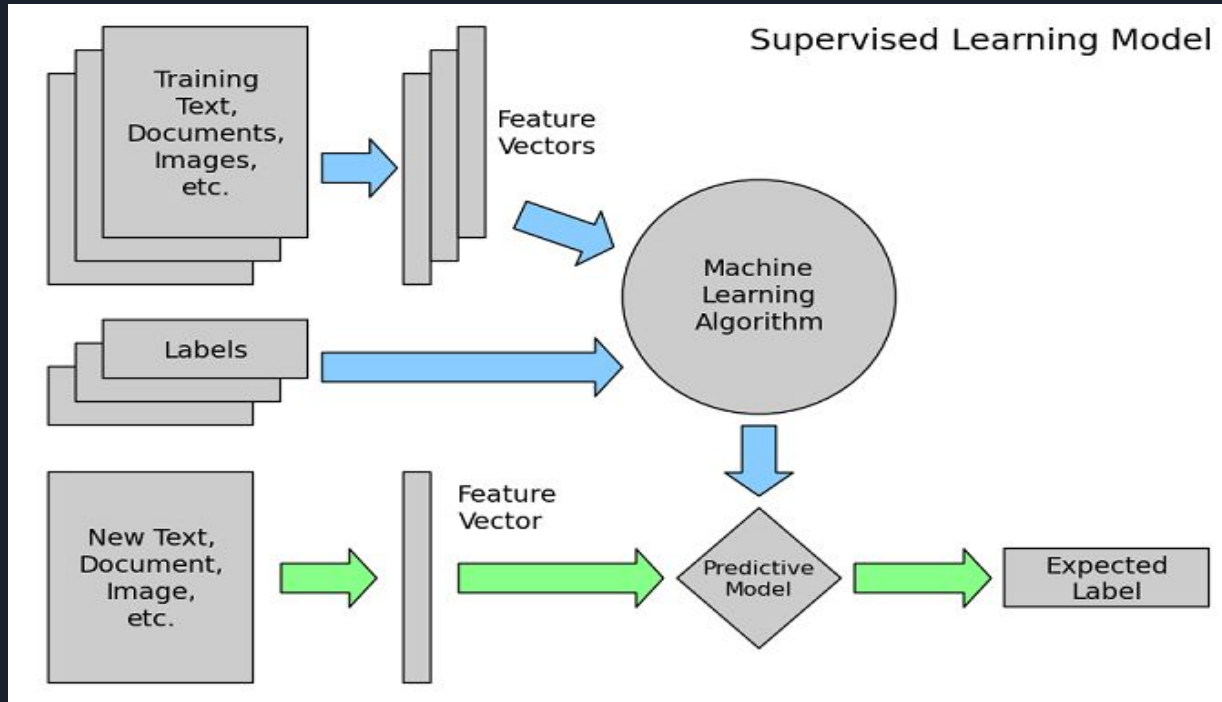 Supervised Learning Model
Training
Text,
Documents,
Images,
etc.
Feature
Vectors
Machine
Learning
Algorithm
Labels
New Text,
Document,
Image,
etc.
Feature
Vector
Predictive
Model
Expected
Label